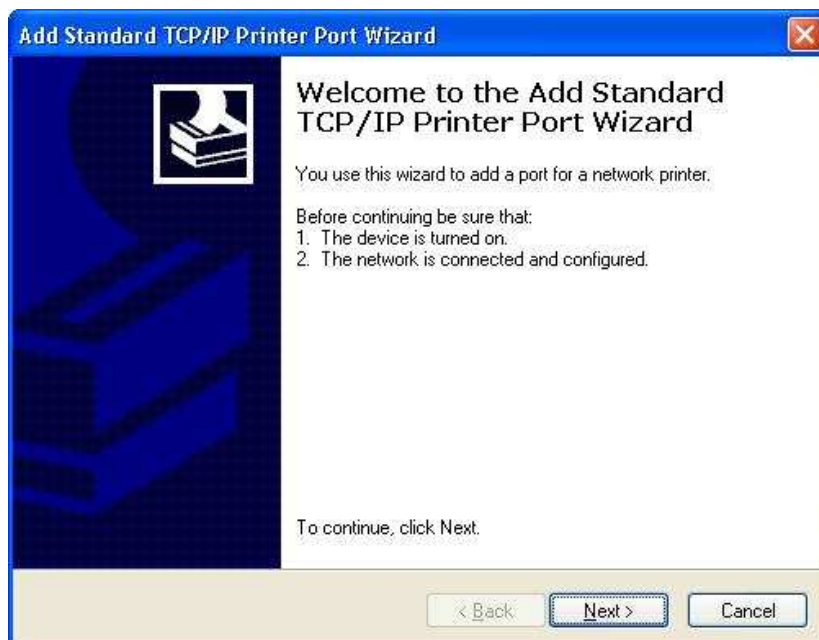 Add Standard TCP/IP Printer Port Wizard
Welcome to the Add Standard
TCP/IP Printer Port Wizard
You use this wizard to add a port for a network printer.
Before continuing be sure that:
1. The device is turned on.
2. The network is connected and configured.
To continue, click Next.
< Back
Next >
Cancel